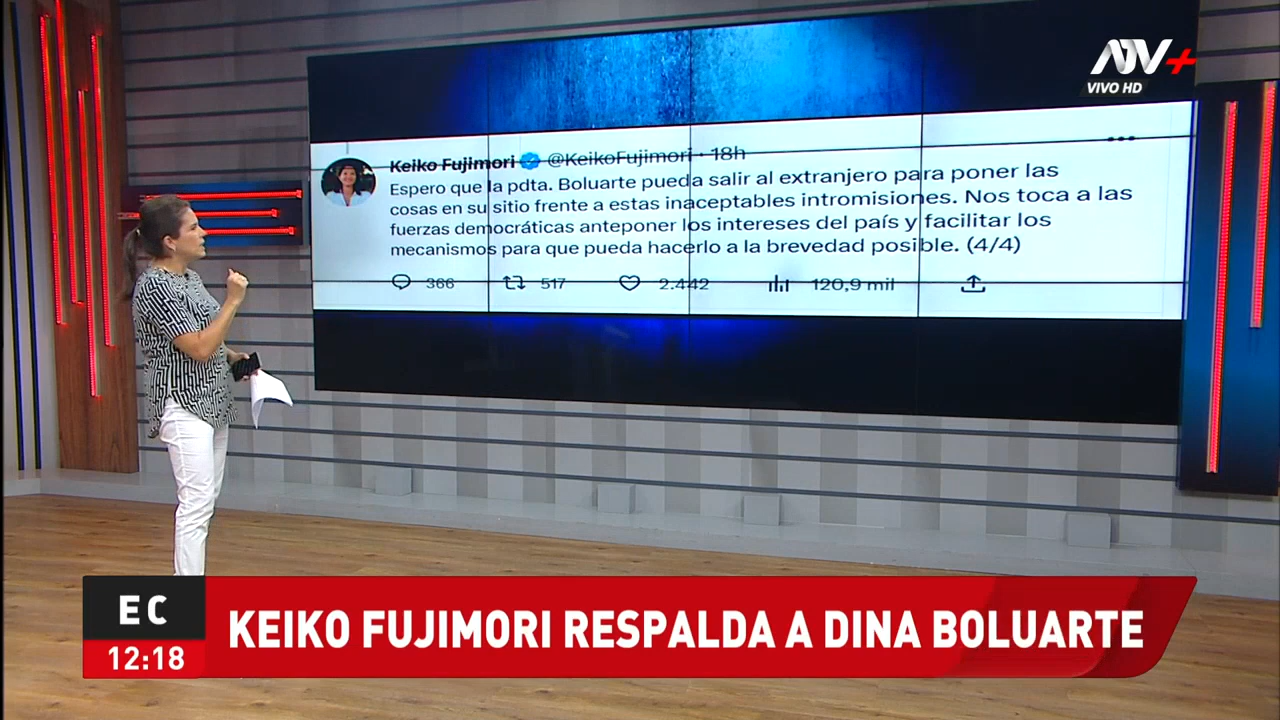 ATV+
VIVO HD
Keiko Fujimori @KeikoFujimori · 18h
Espero que la pdta. Boluarte pueda salir al extranjero para poner las
cosas en su sitio frente a estas inaceptables intromisiones. Nos toca a las
fuerzas democráticas anteponer los intereses del país y facilitar los
mecanismos para que pueda hacerlo a la brevedad posible. (4/4)
366 517 2.442 120,9 mil
EC
12:18
KEIKO FUJIMORI RESPALDA A DINA BOLUARTE